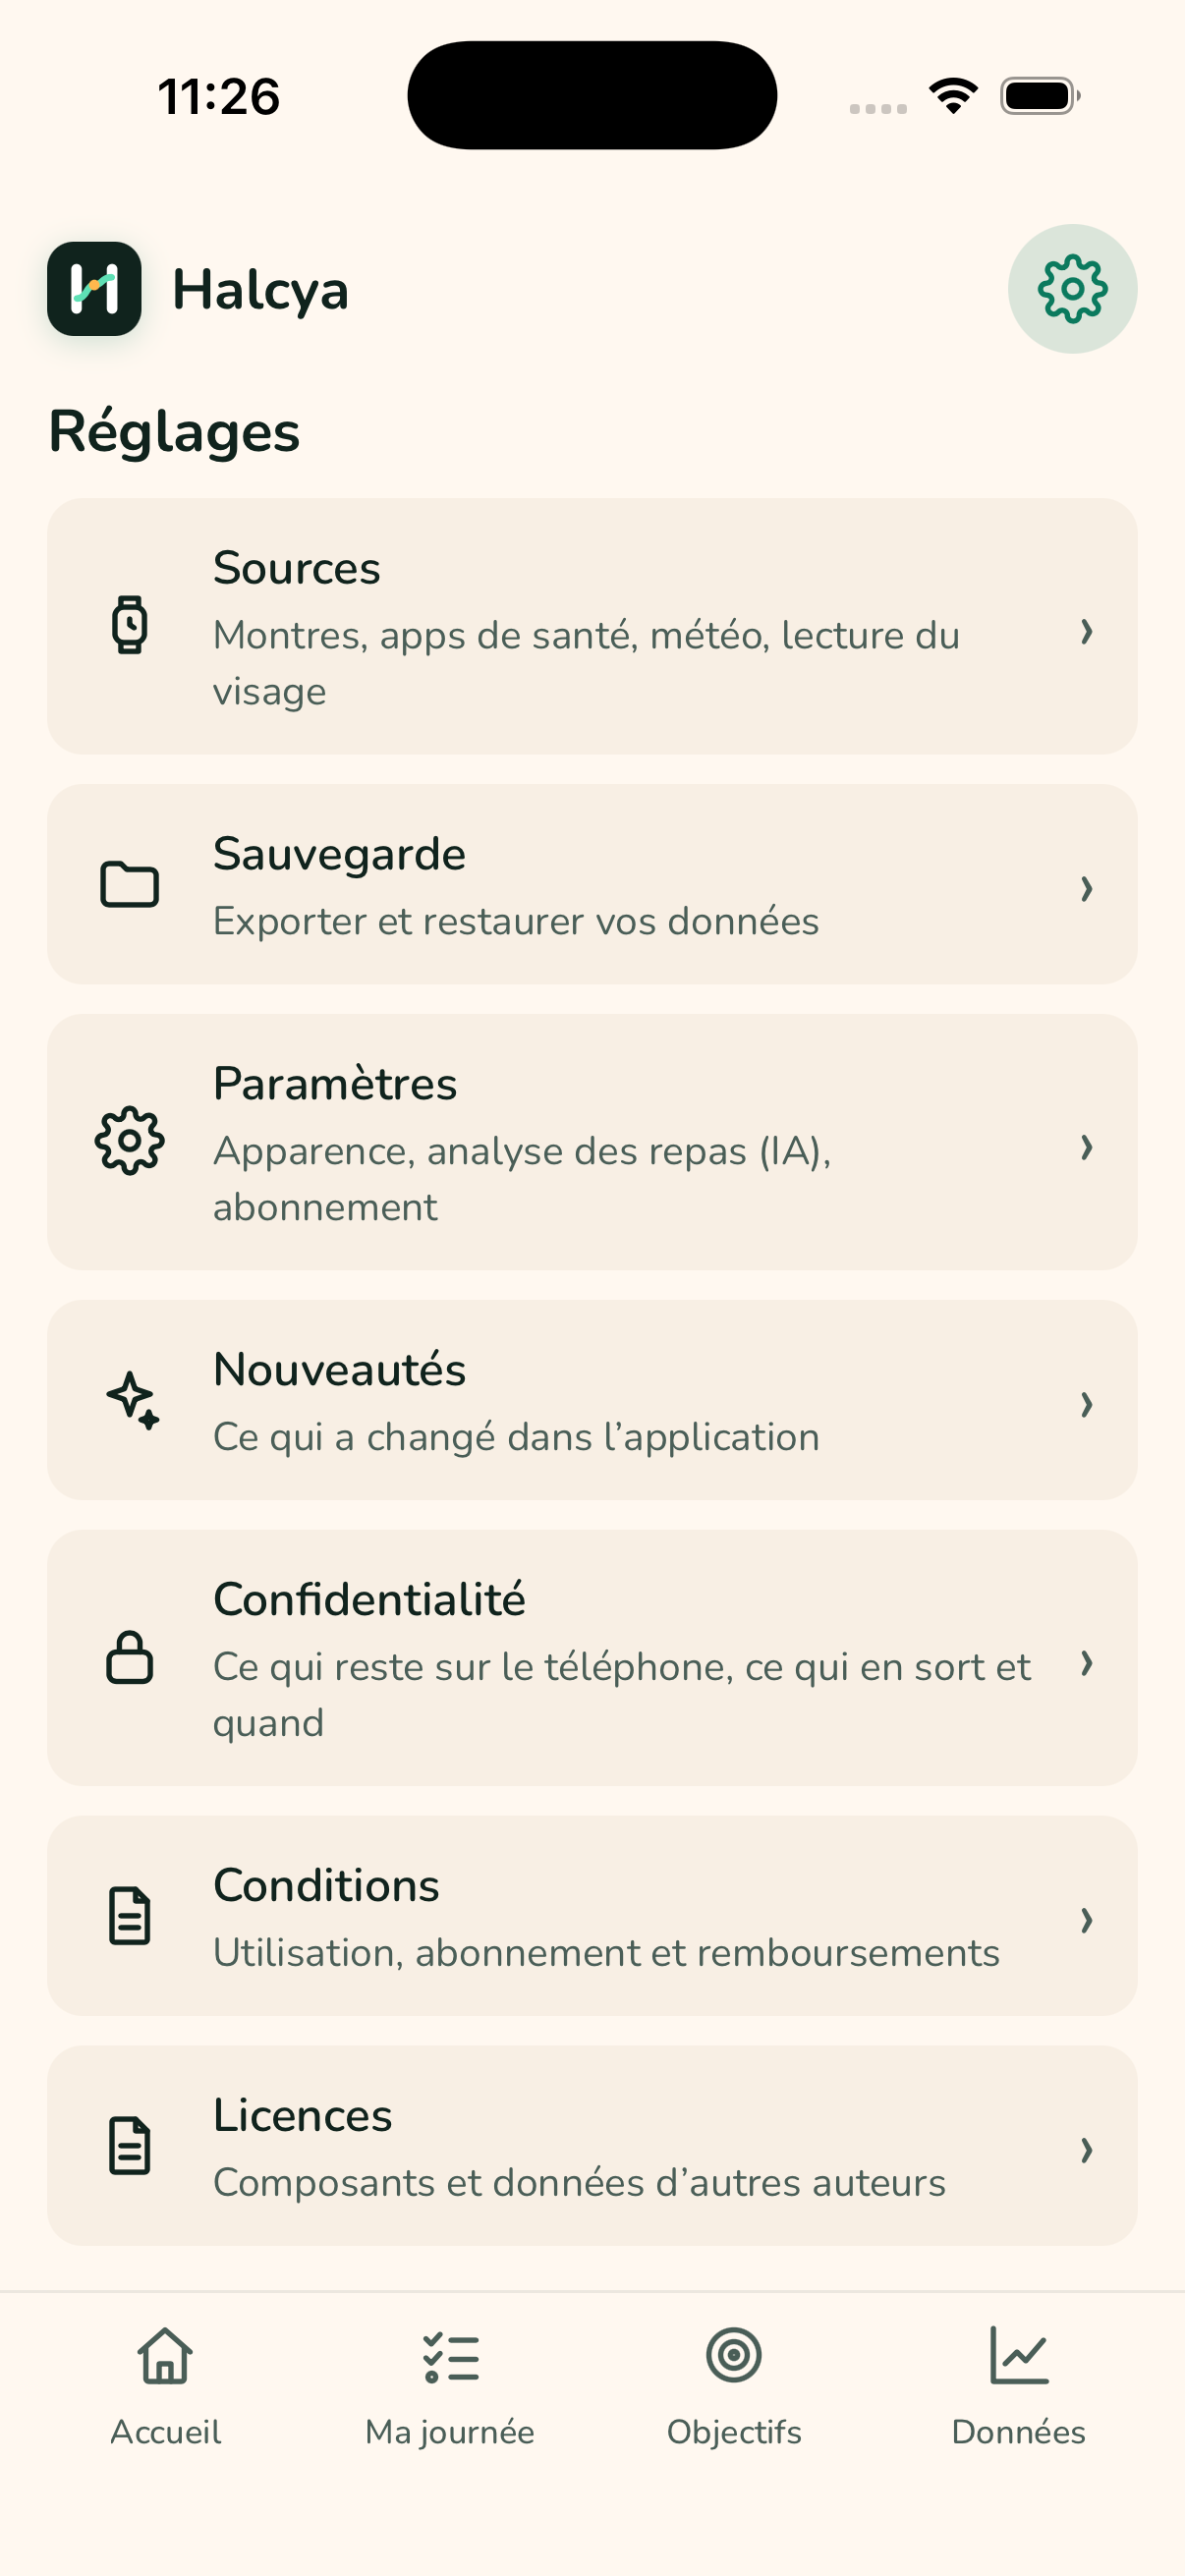 11:26
Halcya
Réglages
Sources
Montres, apps de santé, météo, lecture du
visage
Sauvegarde
Exporter et restaurer vos données
Paramètres
Apparence, analyse des repas (IA),
abonnement
Nouveautés
Ce qui a changé dans l’application
Confidentialité
Ce qui reste sur le téléphone, ce qui en sort et
quand
Conditions
Utilisation, abonnement et remboursements
Licences
Composants et données d’autres auteurs
Accueil
Ma journée
Objectifs
Données